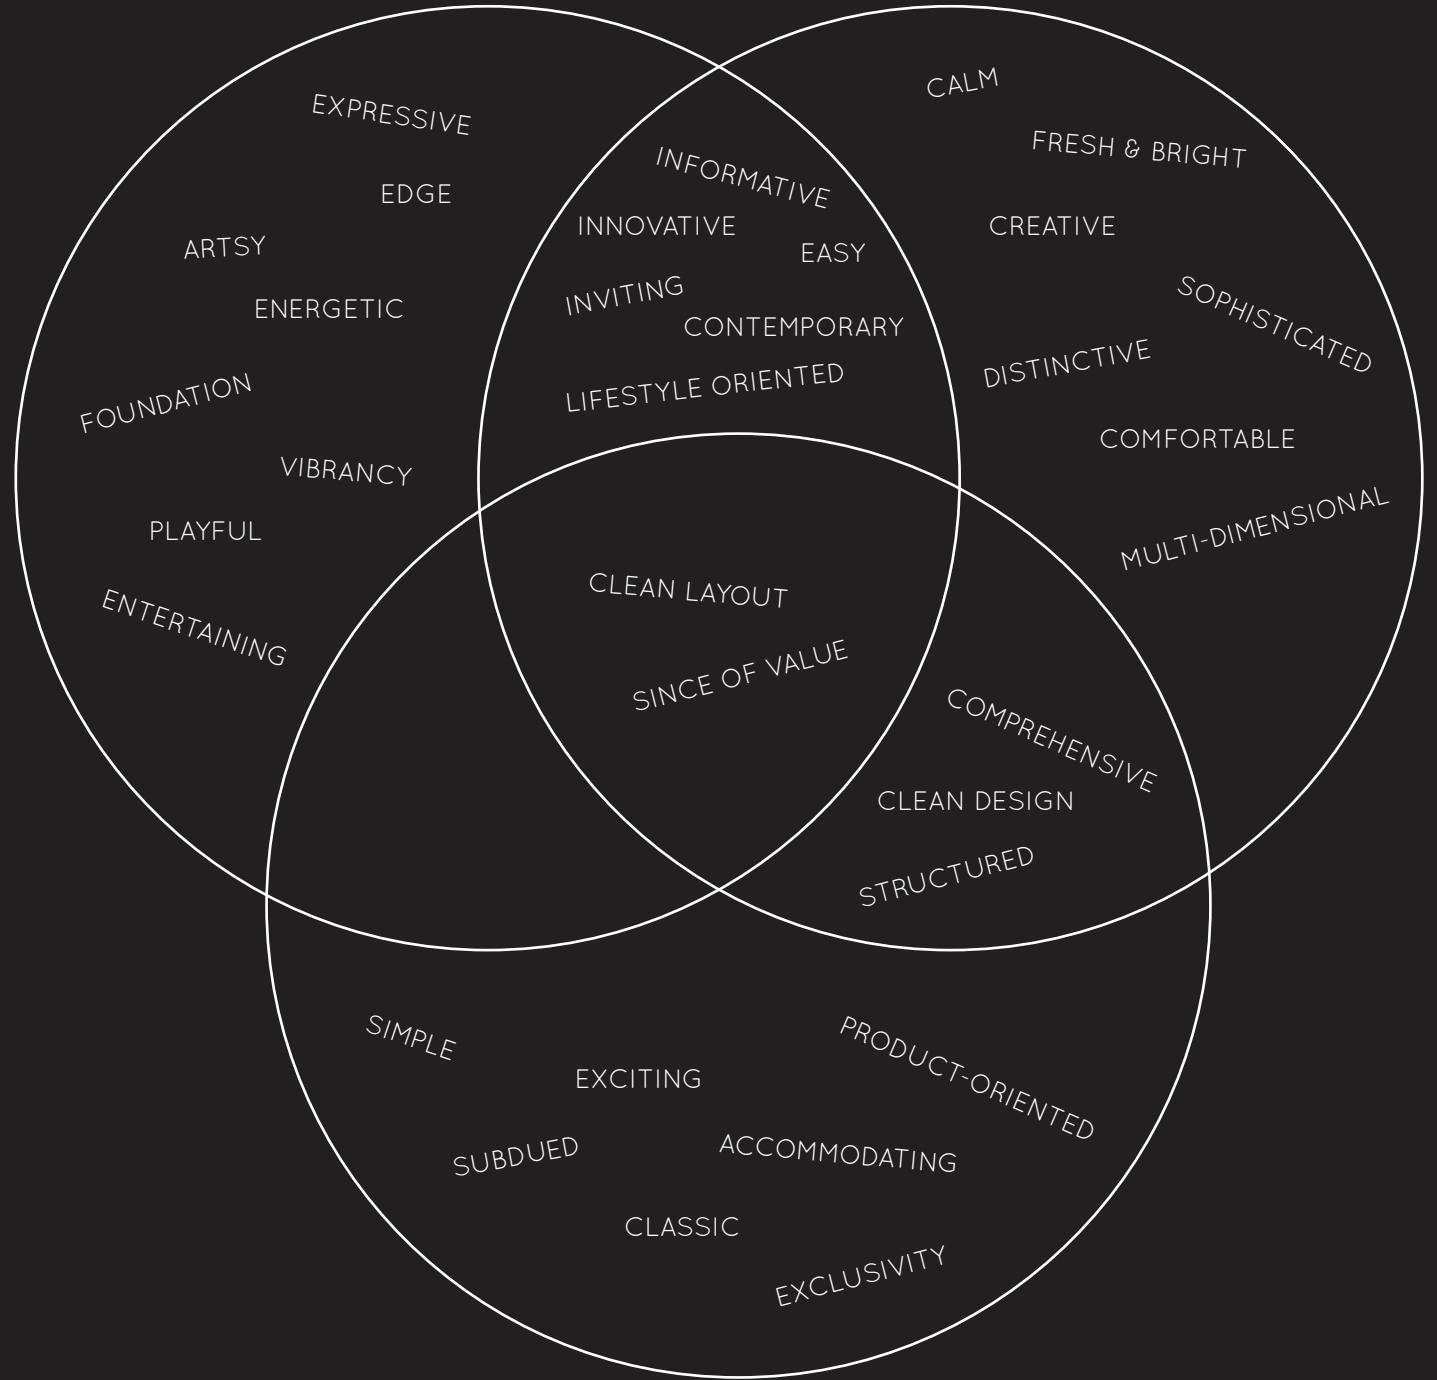 EXPRESSIVE
EDGE
ARTSY
ENERGETIC
FOUNDATION
VIBRANCY
PLAYFUL
ENTERTAINING
INFORMATIVE
INNOVATIVE
EASY
INVITING
CONTEMPORARY
LIFESTYLE ORIENTED
CALM
FRESH & BRIGHT
CREATIVE
SOPHISTICATED
DISTINCTIVE
COMFORTABLE
MULTI-DIMENSIONAL
CLEAN LAYOUT
SINCE OF VALUE
COMPREHENSIVE
CLEAN DESIGN
STRUCTURED
SIMPLE
EXCITING
PRODUCT-ORIENTED
SUBDUED
ACCOMMODATING
CLASSIC
EXCLUSIVITY